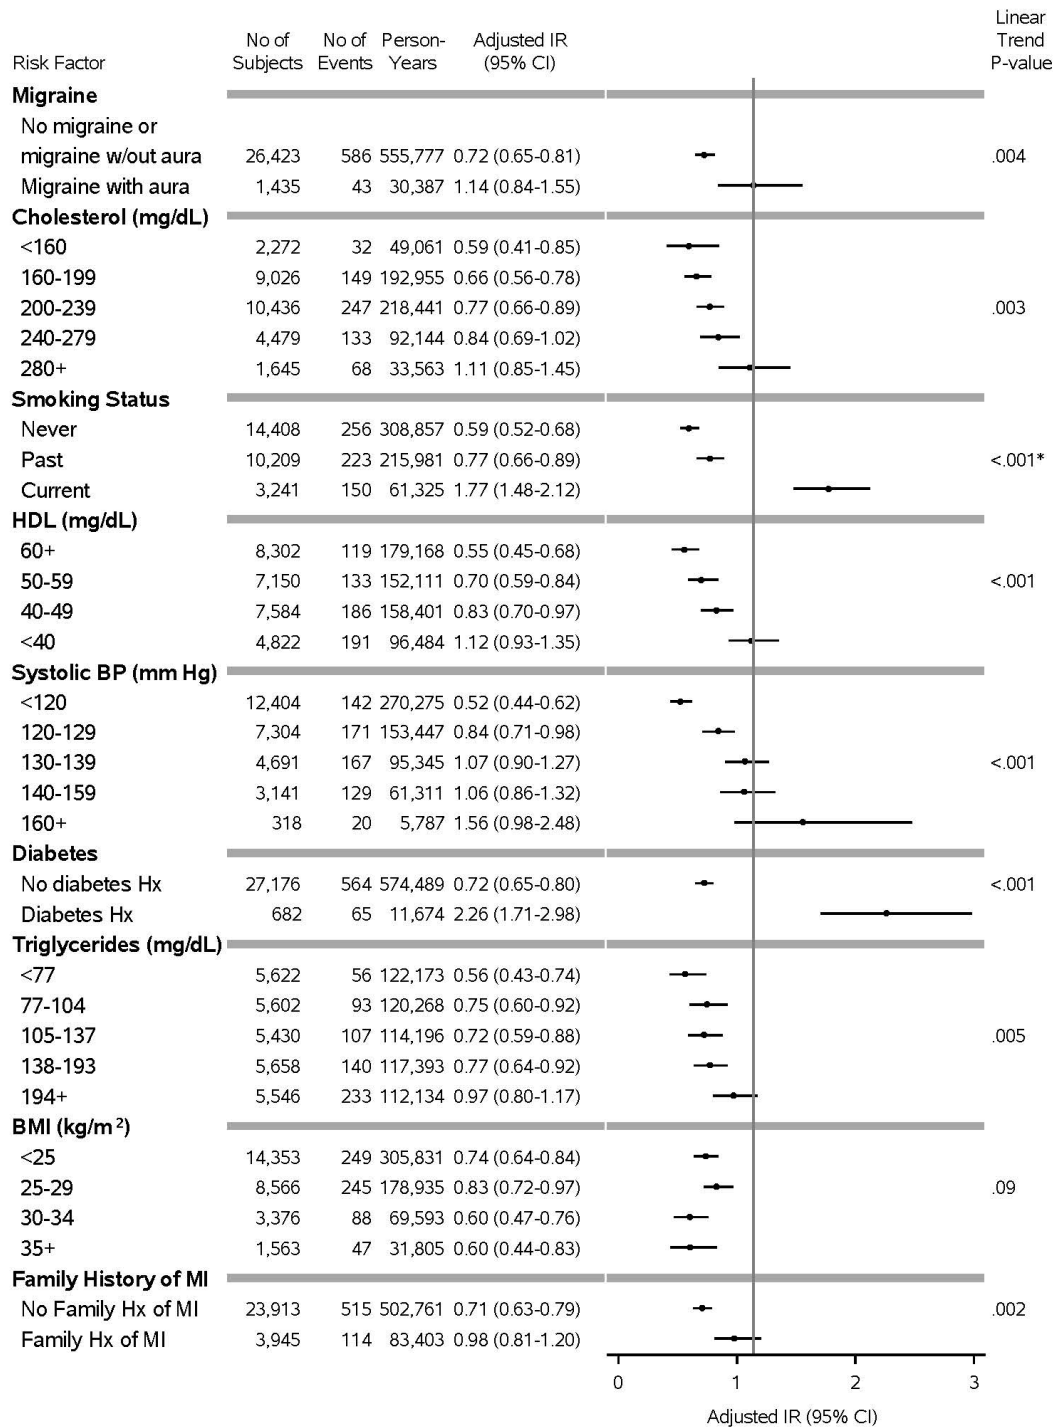 Linear
No of No of Person- Adjusted IR Trend
Risk Factor Subjects Events Years (95% CI) P-value
Migraine
No migraine or
migraine w/out aura 26,423 586 555,777 0.72 (0.65-0.81) .004
Migraine with aura 1,435 43 30,387 1.14 (0.84-1.55)
Cholesterol (mg/dL)
<160 2,272 32 49,061 0.59 (0.41-0.85)
160-199 9,026 149 192,955 0.66 (0.56-0.78)
200-239 10,436 247 218,441 0.77 (0.66-0.89) .003
240-279 4,479 133 92,144 0.84 (0.69-1.02)
280+ 1,645 68 33,563 1.11 (0.85-1.45)
Smoking Status
Never 14,408 256 308,857 0.59 (0.52-0.68)
Past 10,209 223 215,981 0.77 (0.66-0.89) <.001*
Current 3,241 150 61,325 1.77 (1.48-2.12)
HDL (mg/dL)
60+ 8,302 119 179,168 0.55 (0.45-0.68)
50-59 7,150 133 152,111 0.70 (0.59-0.84) <.001
40-49 7,584 186 158,401 0.83 (0.70-0.97)
<40 4,822 191 96,484 1.12 (0.93-1.35)
Systolic BP (mm Hg)
<120 12,404 142 270,275 0.52 (0.44-0.62)
120-129 7,304 171 153,447 0.84 (0.71-0.98)
130-139 4,691 167 95,345 1.07 (0.90-1.27) <.001
140-159 3,141 129 61,311 1.06 (0.86-1.32)
160+ 318 20 5,787 1.56 (0.98-2.48)
Diabetes
No diabetes Hx 27,176 564 574,489 0.72 (0.65-0.80) <.001
Diabetes Hx 682 65 11,674 2.26 (1.71-2.98)
Triglycerides (mg/dL)
<77 5,622 56 122,173 0.56 (0.43-0.74)
77-104 5,602 93 120,268 0.75 (0.60-0.92)
105-137 5,430 107 114,196 0.72 (0.59-0.88) .005
138-193 5,658 140 117,393 0.77 (0.64-0.92)
194+ 5,546 233 112,134 0.97 (0.80-1.17)
BMI (kg/m²)
<25 14,353 249 305,831 0.74 (0.64-0.84)
25-29 8,566 245 178,935 0.83 (0.72-0.97) .09
30-34 3,376 88 69,593 0.60 (0.47-0.76)
35+ 1,563 47 31,805 0.60 (0.44-0.83)
Family History of MI
No Family Hx of MI 23,913 515 502,761 0.71 (0.63-0.79) .002
Family Hx of MI 3,945 114 83,403 0.98 (0.81-1.20)
0 1 2 3
Adjusted IR (95% CI)